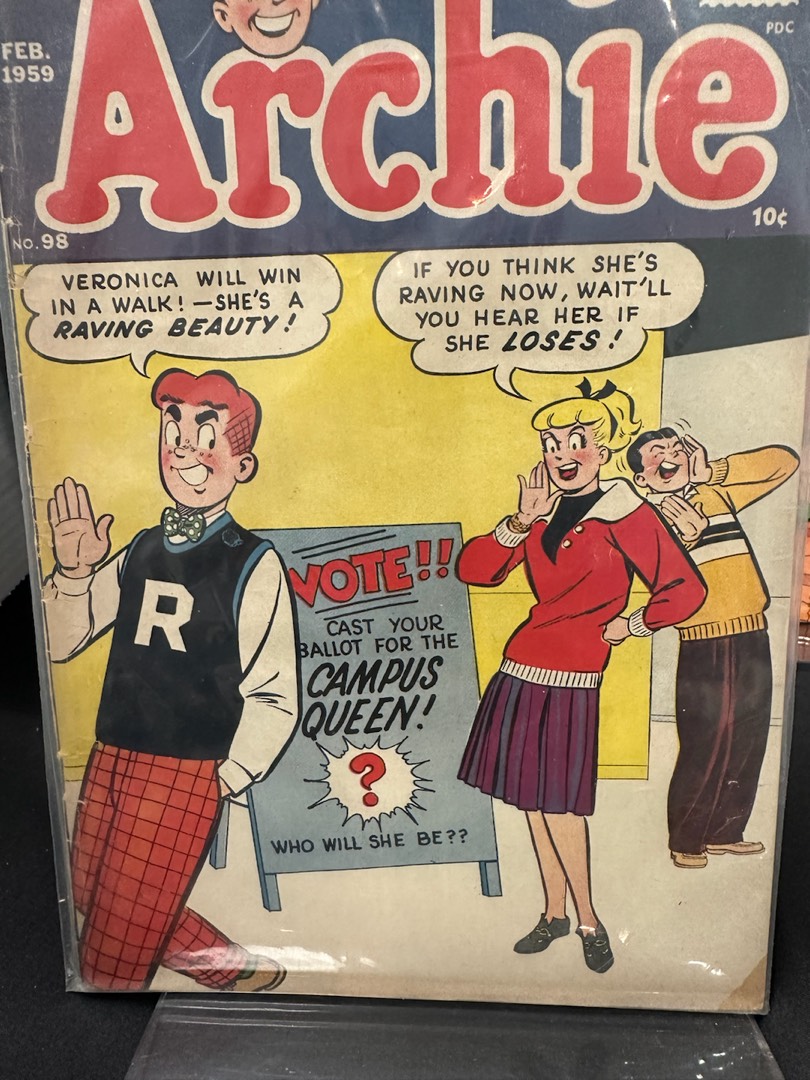 PDC
FEB.
1959
Archie
10¢
NO. 98
VERONICA WILL WIN
IN A WALK! — SHE'S A
RAVING BEAUTY!
IF YOU THINK SHE'S
RAVING NOW, WAIT'LL
YOU HEAR HER IF
SHE LOSES!
R
VOTE!!
CAST YOUR
BALLOT FOR THE
CAMPUS
QUEEN!
?
WHO WILL SHE BE??